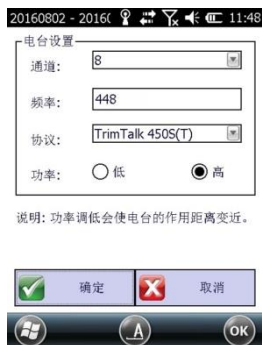 20160802 - 2016( 11:48
电台设置
通道: 8
频率: 448
协议: TrimTalk 450S(T)
功率: 低 高
说明: 功率调低会使电台的作用距离变近。
确定 取消
A OK